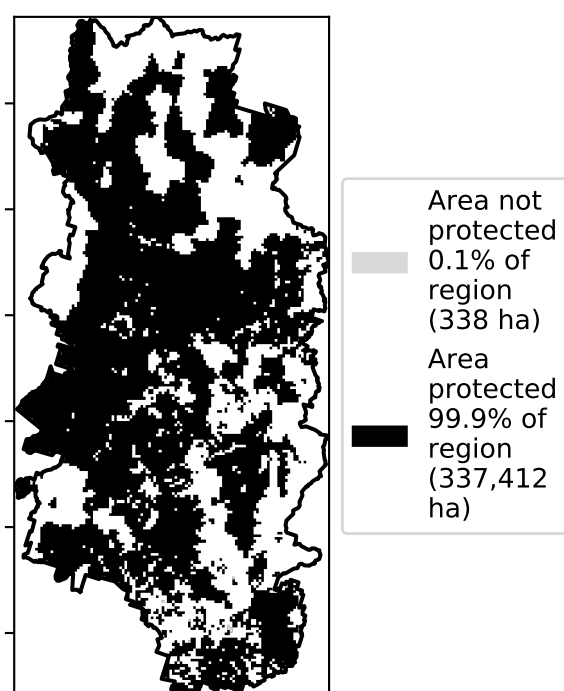 Area not
protected
0.1% of
region
(338 ha)
Area
protected
99.9% of
region
(337,412
ha)